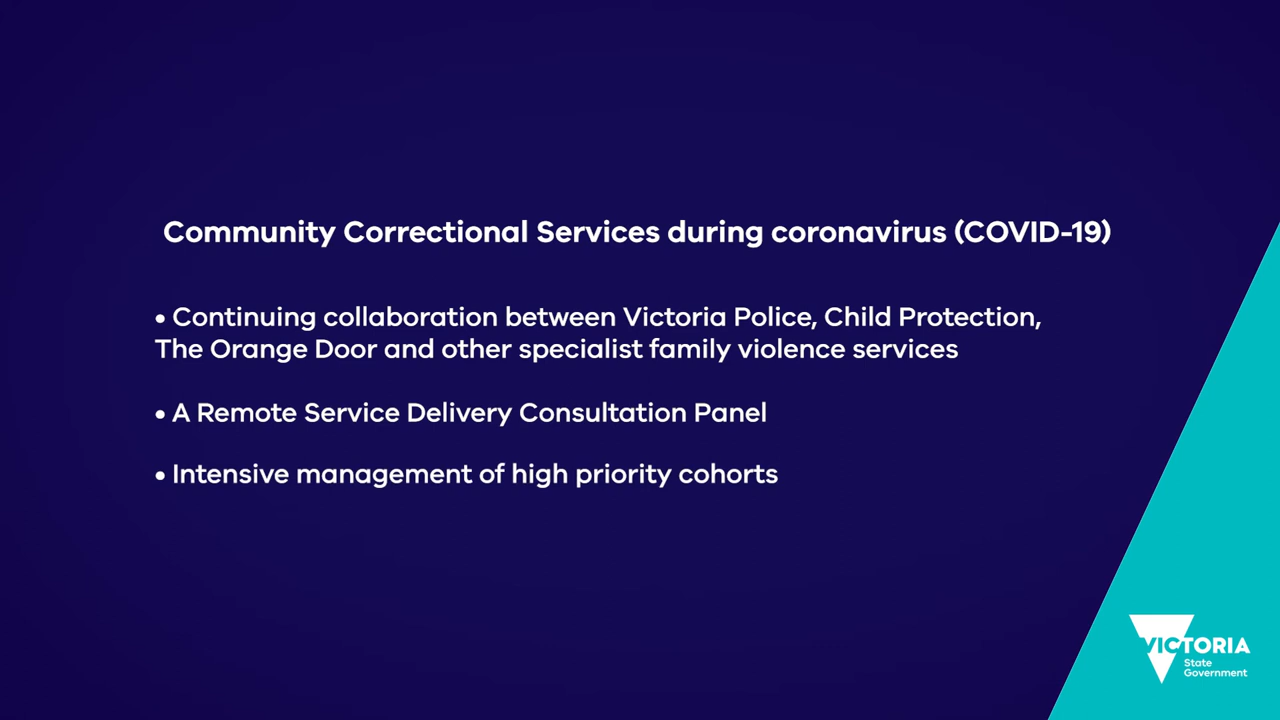 Community Correctional Services during coronavirus (COVID-19)
• Continuing collaboration between Victoria Police, Child Protection,
The Orange Door and other specialist family violence services
• A Remote Service Delivery Consultation Panel
• Intensive management of high priority cohorts
VICTORIA
State
Government